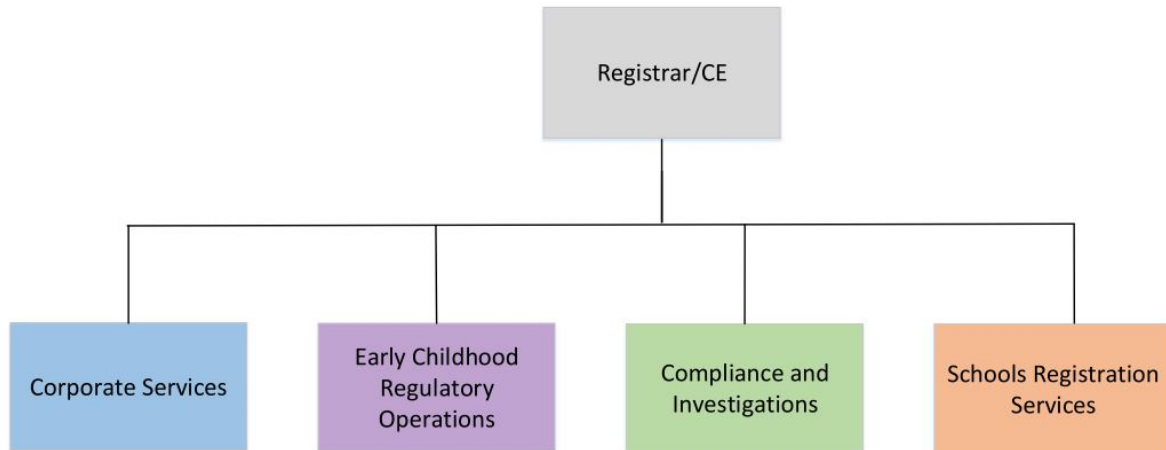 Registrar/CE
Corporate Services
Early Childhood
Regulatory
Operations
Compliance and
Investigations
Schools Registration
Services